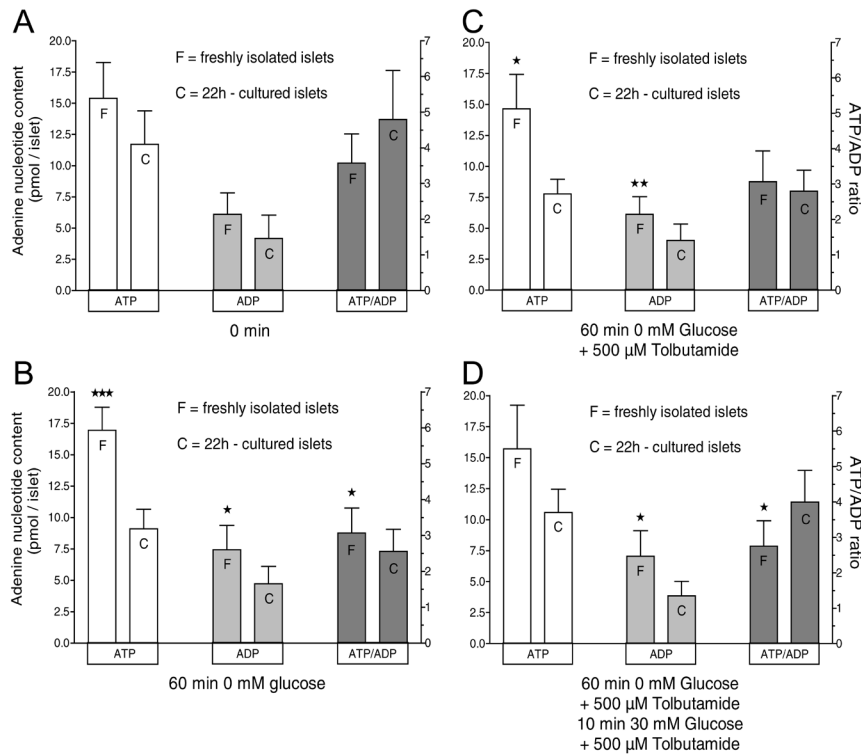 A
Adenine nucleotide content
(pmol / islet)
20.0
17.5
15.0
12.5
10.0
7.5
5.0
2.5
0.0
F = freshly isolated islets
C = 22h - cultured islets
F
C
F
C
F
C
7
6
5
4
3
2
1
0
ATP
ADP
ATP/ADP
0 min
C
20.0
17.5
15.0
12.5
10.0
7.5
5.0
2.5
0.0
★
F = freshly isolated islets
C = 22h - cultured islets
F
C
★★
F
C
F
C
7
6
5
4
3
2
1
0
ATP/ADP ratio
ATP
ADP
ATP/ADP
60 min 0 mM Glucose
+ 500 µM Tolbutamide
B
Adenine nucleotide content
(pmol / islet)
20.0
17.5
15.0
12.5
10.0
7.5
5.0
2.5
0.0
★★★
F = freshly isolated islets
C = 22h - cultured islets
F
C
★
F
C
★
F
C
7
6
5
4
3
2
1
0
ATP
ADP
ATP/ADP
60 min 0 mM glucose
D
20.0
17.5
15.0
12.5
10.0
7.5
5.0
2.5
0.0
F = freshly isolated islets
C = 22h - cultured islets
F
C
★
F
C
★
F
C
7
6
5
4
3
2
1
0
ATP/ADP ratio
ATP
ADP
ATP/ADP
60 min 0 mM Glucose
+ 500 µM Tolbutamide
10 min 30 mM Glucose
+ 500 µM Tolbutamide